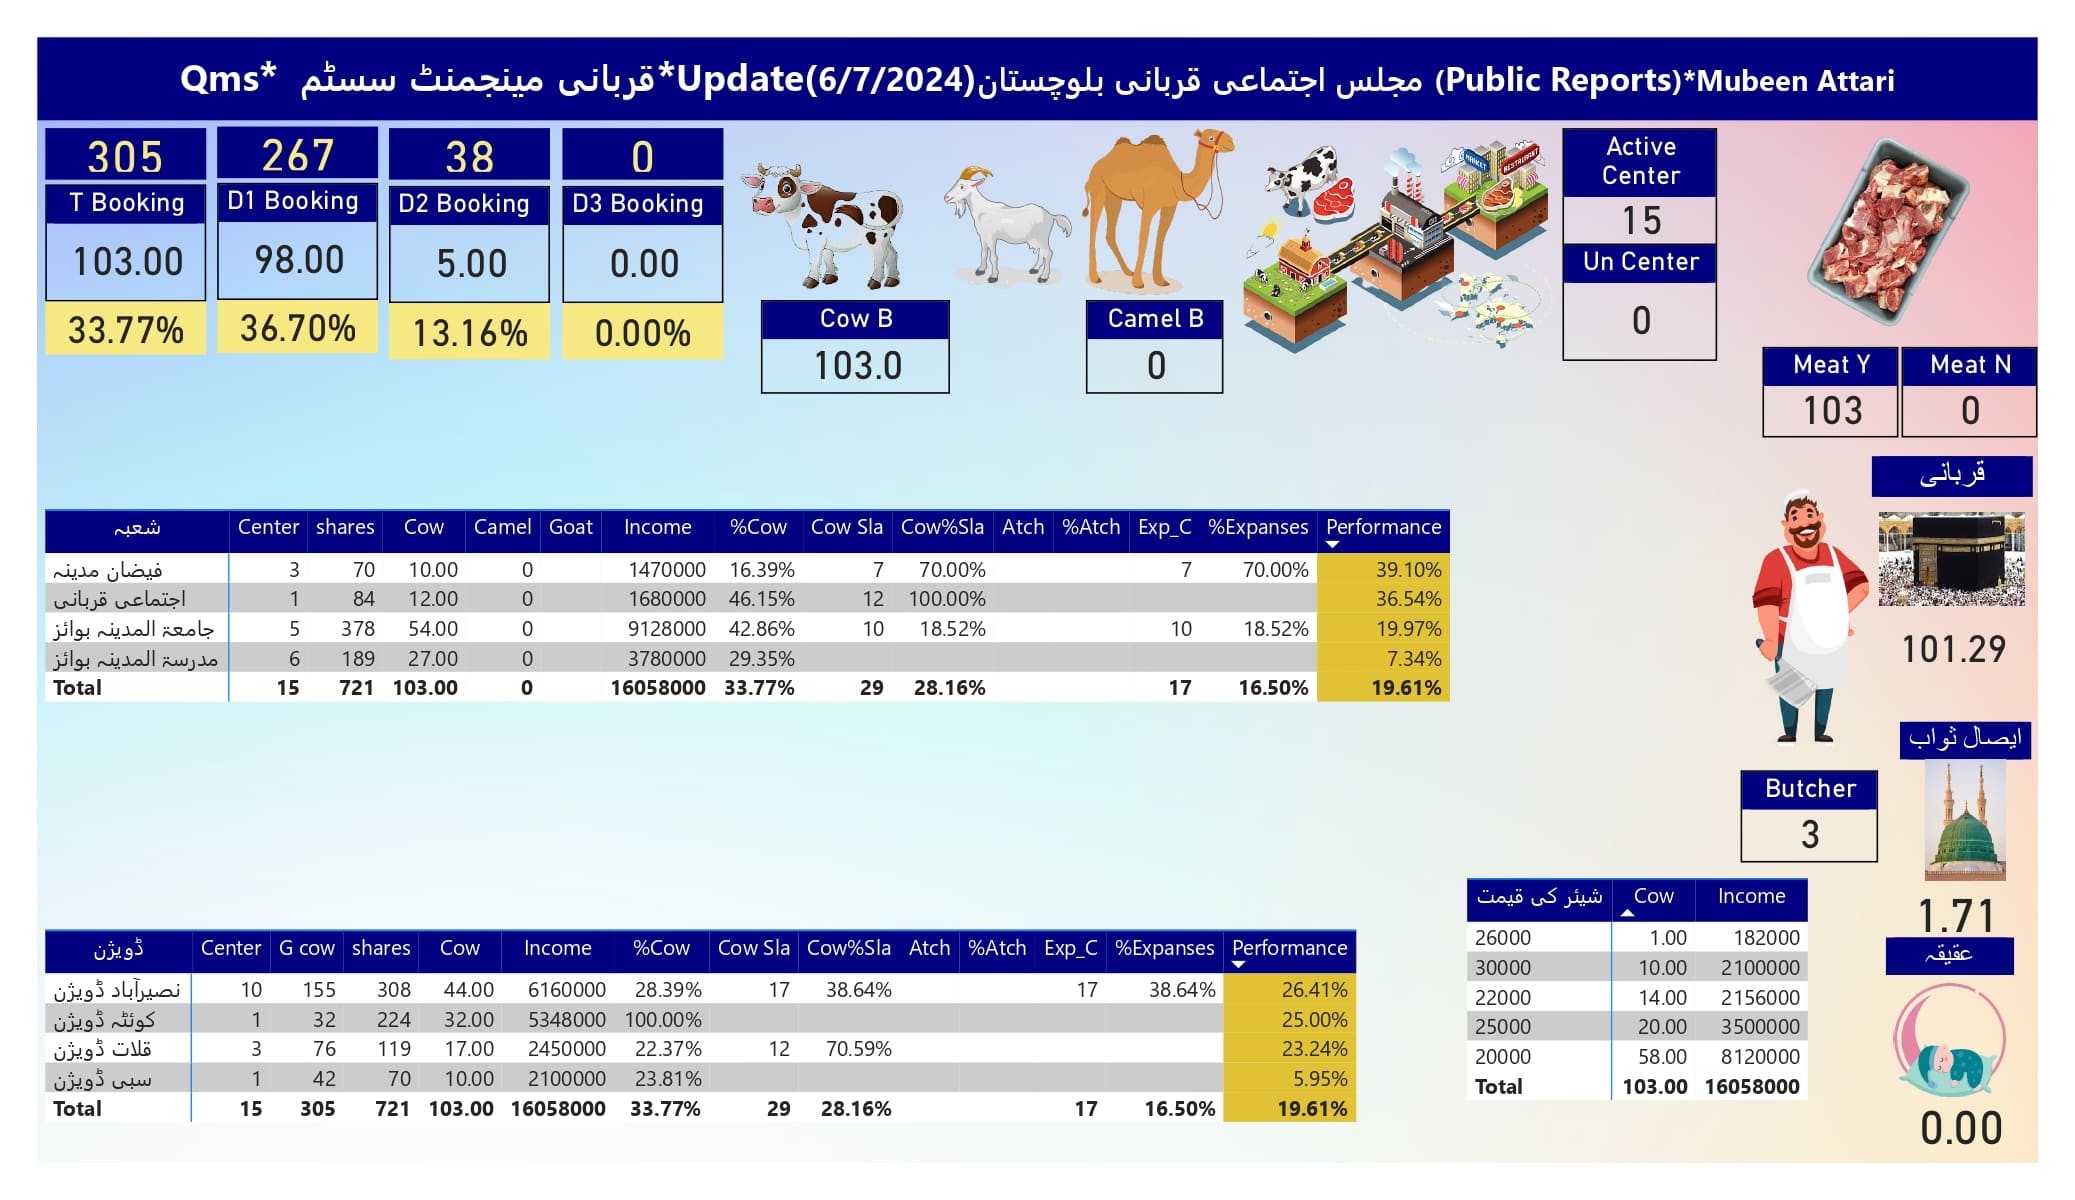 Qms* قربانی مینجمنٹ سسٹم*Update(6/7/2024)مجلس اجتماعی قربانی بلوچستان (Public Reports)*Mubeen Attari
305 267 38 0
T Booking D1 Booking D2 Booking D3 Booking
103.00 98.00 5.00 0.00
33.77% 36.70% 13.16% 0.00%
Cow B
103.0
Camel B
0
MARKET
RESTAURANT
Active Center
15
Un Center
0
Meat Y Meat N
103 0
شعبہ Center shares Cow Camel Goat Income %Cow Cow Sla Cow%Sla Atch %Atch Exp_C %Expanses Performance
فیضان مدینہ 3 70 10.00 0 1470000 16.39% 7 70.00% 7 70.00% 39.10%
اجتماعی قربانی 1 84 12.00 0 1680000 46.15% 12 100.00% 36.54%
جامعۃ المدینہ بوائز 5 378 54.00 0 9128000 42.86% 10 18.52% 10 18.52% 19.97%
مدرسۃ المدینہ بوائز 6 189 27.00 0 3780000 29.35% 7.34%
Total 15 721 103.00 0 16058000 33.77% 29 28.16% 17 16.50% 19.61%
قربانی
101.29
ایصال ثواب
1.71
Butcher
3
عقیقہ
0.00
شیئر کی قیمت Cow Income
26000 1.00 182000
30000 10.00 2100000
22000 14.00 2156000
25000 20.00 3500000
20000 58.00 8120000
Total 103.00 16058000
ڈویژن Center G cow shares Cow Income %Cow Cow Sla Cow%Sla Atch %Atch Exp_C %Expanses Performance
نصیرآباد ڈویژن 10 155 308 44.00 6160000 28.39% 17 38.64% 17 38.64% 26.41%
کوئٹہ ڈویژن 1 32 224 32.00 5348000 100.00% 25.00%
قلات ڈویژن 3 76 119 17.00 2450000 22.37% 12 70.59% 23.24%
سبی ڈویژن 1 42 70 10.00 2100000 23.81% 5.95%
Total 15 305 721 103.00 16058000 33.77% 29 28.16% 17 16.50% 19.61%